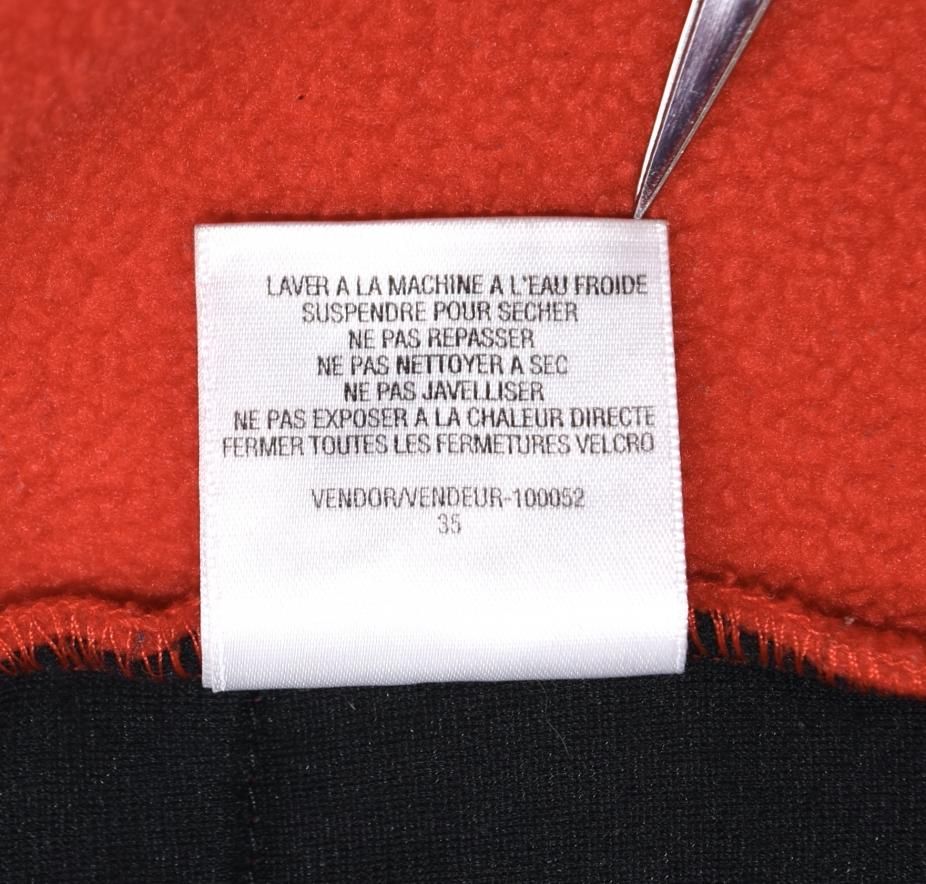 LAVER A LA MACHINE A L'EAU FROIDE
SUSPENDRE POUR SECHER
NE PAS REPASSER
NE PAS NETTOYER A SEC
NE PAS JAVELLISER
NE PAS EXPOSER A LA CHALEUR DIRECTE
FERMER TOUTES LES FERMETURES VELCRO
VENDOR/VENDEUR-100052
35